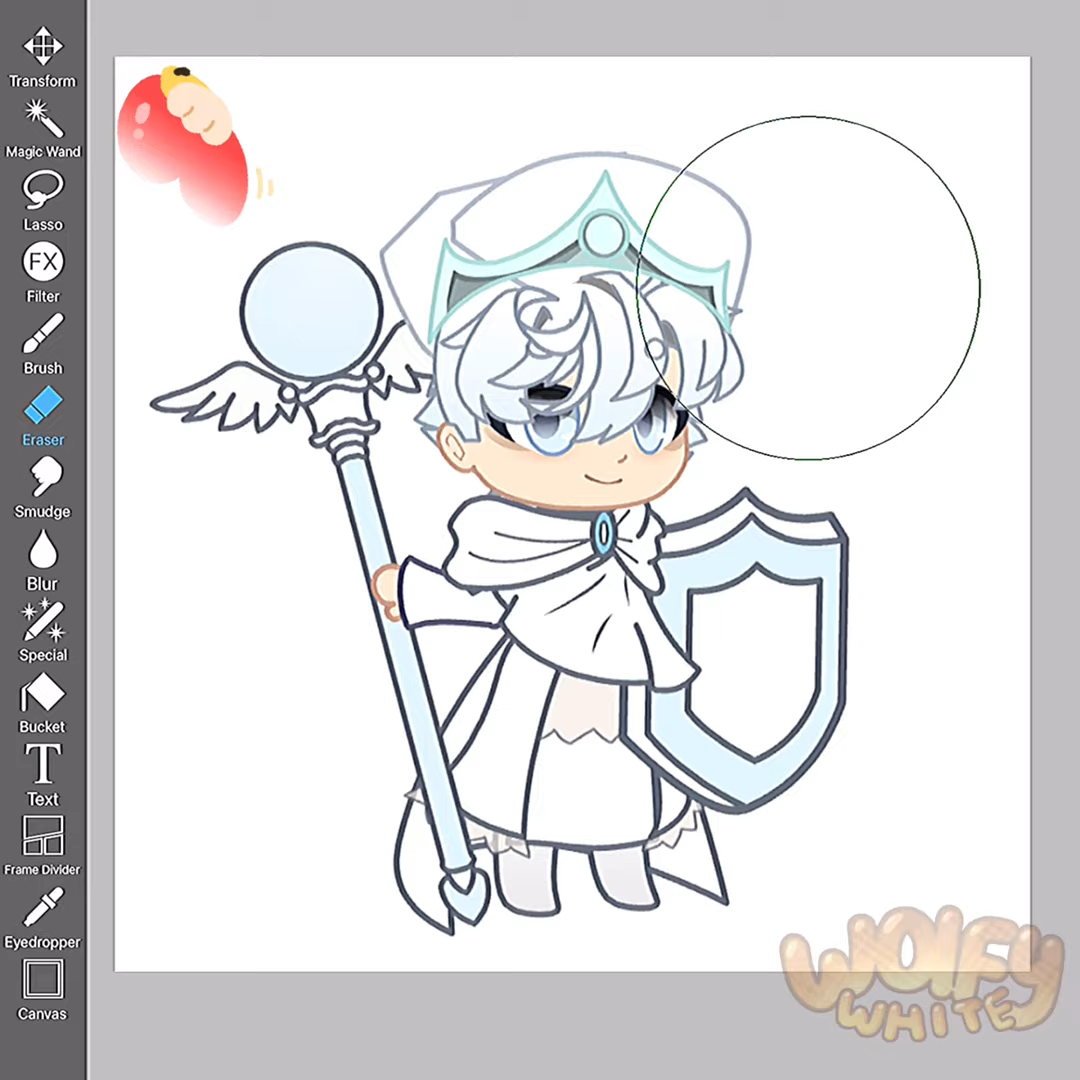 Transform
Magic Wand
Lasso
FX
Filter
Brush
Eraser
Smudge
Blur
Special
Bucket
T
Text
Frame Divider
Eyedropper
Canvas
WOlFY
WHITE